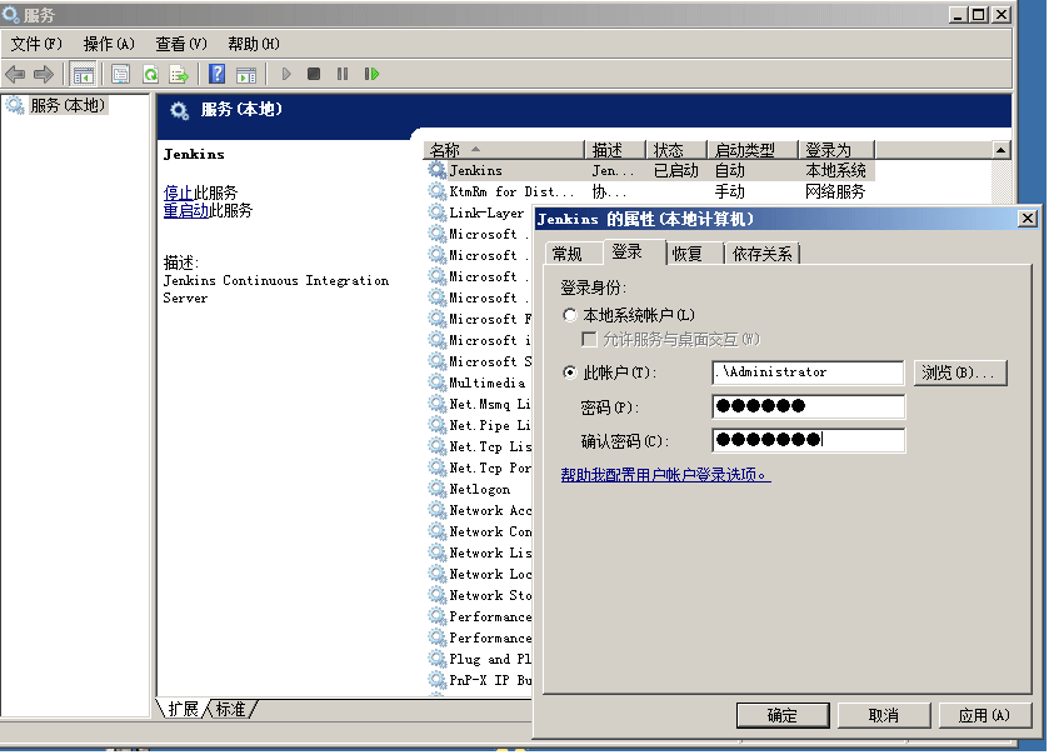 服务
文件(F) 操作(A) 查看(V) 帮助(H)
服务(本地)
服务(本地)
Jenkins
停止此服务
重启动此服务
描述:
Jenkins Continuous Integration
Server
名称 描述 状态 启动类型 登录为
Jenkins Jen... 已启动 自动 本地系统
KtmRm for Dist... 协... 手动 网络服务
Link-Layer
Microsoft .
Microsoft .
Microsoft .
Microsoft .
Microsoft F
Microsoft i
Microsoft S
Multimedia
Net.Msmq Li
Net.Pipe Li
Net.Tcp Lis
Net.Tcp Por
Netlogon
Network Acc
Network Con
Network Lis
Network Loc
Network Sto
Performance
Performance
Plug and Pl
PnP-X IP Bu
扩展 标准
Jenkins 的属性(本地计算机)
常规 登录 恢复 依存关系
登录身份:
本地系统帐户(L)
允许服务与桌面交互(W)
此帐户(T): .\Administrator 浏览(B)...
密码(P): ●●●●●●
确认密码(C): ●●●●●●●
帮助我配置用户帐户登录选项。
确定 取消 应用(A)